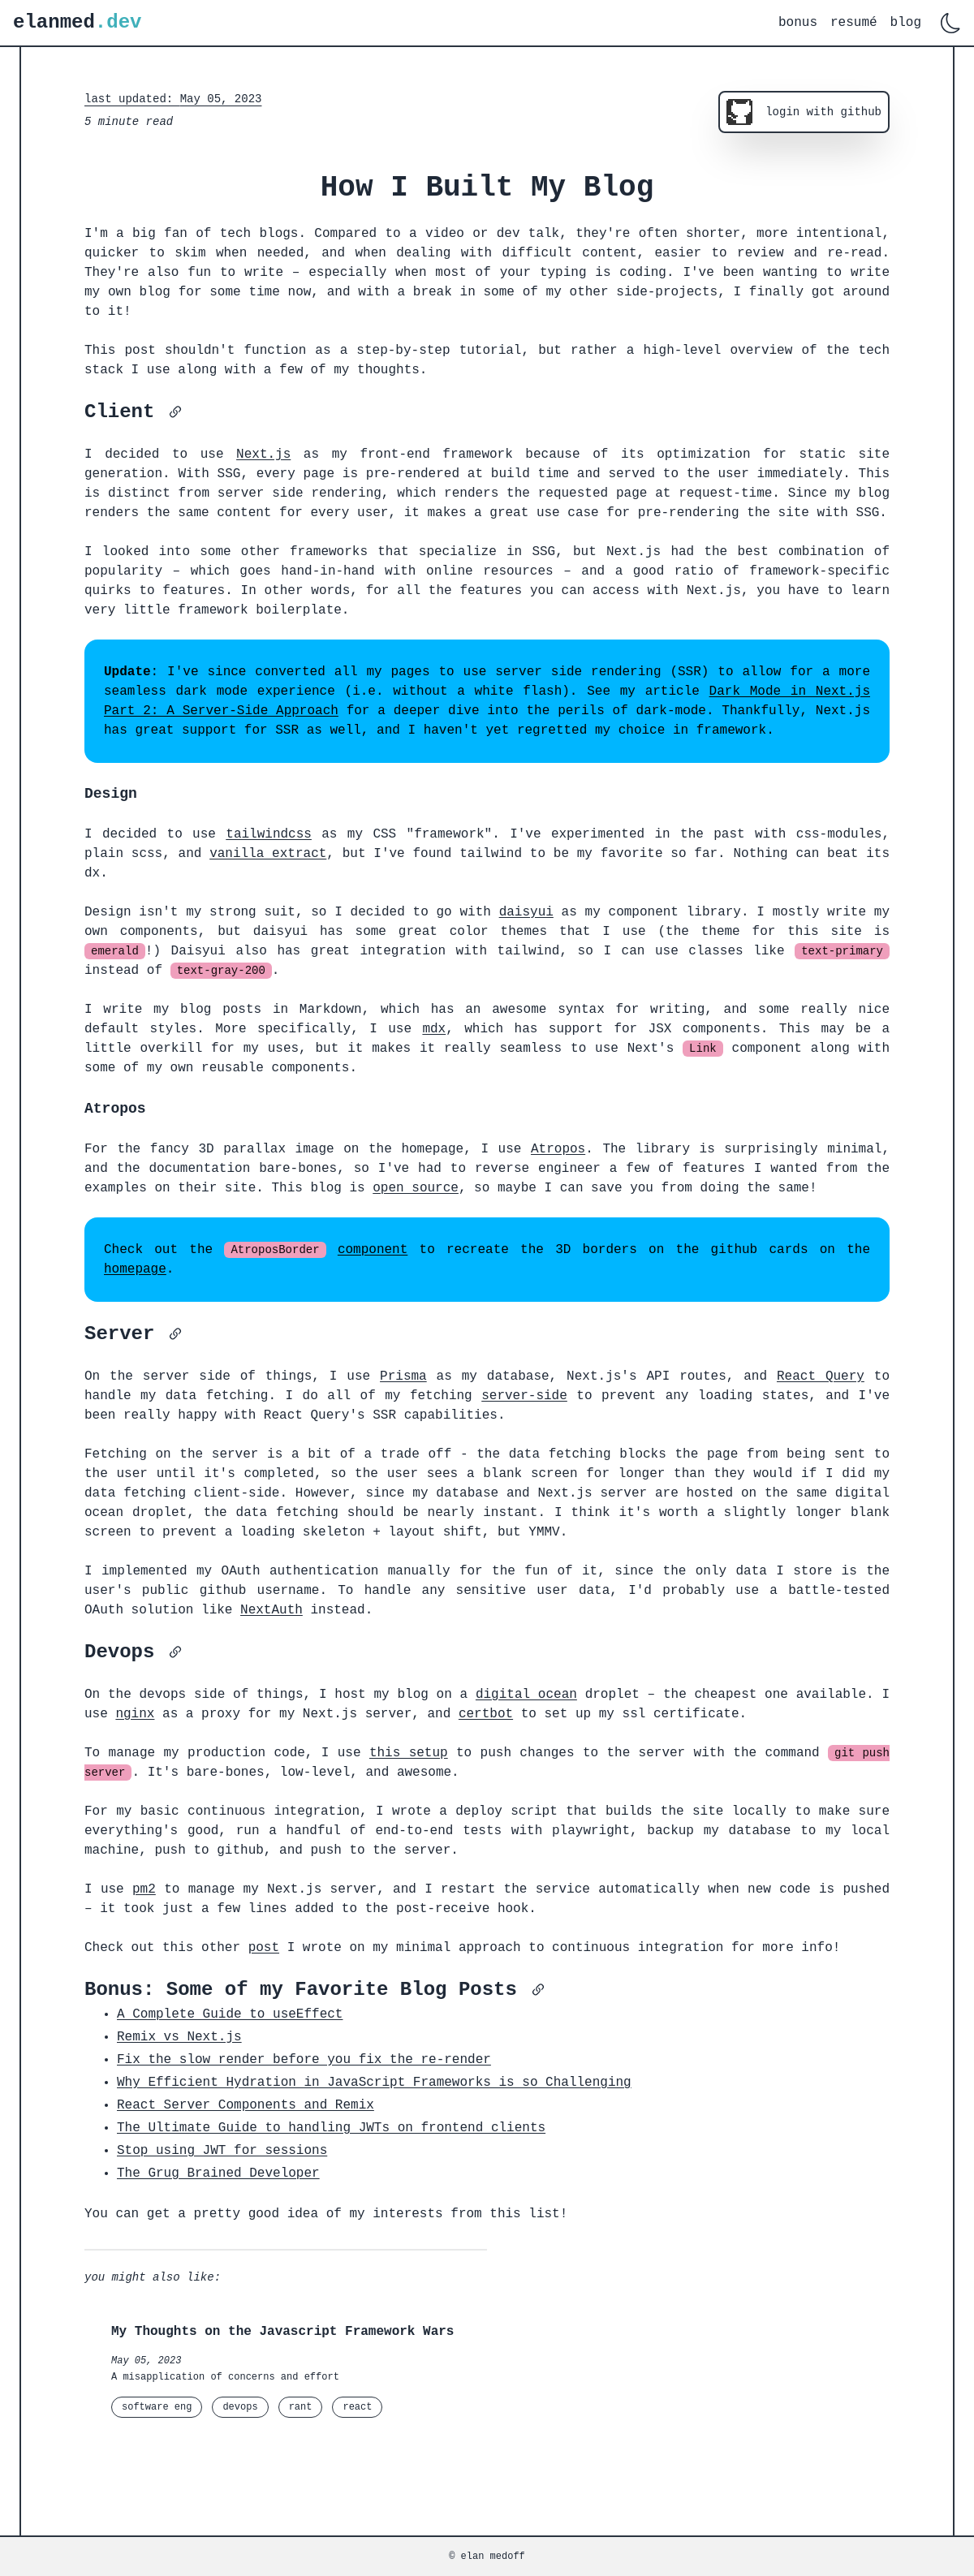 elanmed.dev
bonus resumé blog
last updated: May 05, 2023
5 minute read
login with github
How I Built My Blog
I'm a big fan of tech blogs. Compared to a video or dev talk, they're often shorter, more intentional,
quicker to skim when needed, and when dealing with difficult content, easier to review and re-read.
They're also fun to write – especially when most of your typing is coding. I've been wanting to write
my own blog for some time now, and with a break in some of my other side-projects, I finally got around
to it!
This post shouldn't function as a step-by-step tutorial, but rather a high-level overview of the tech
stack I use along with a few of my thoughts.
Client
I decided to use Next.js as my front-end framework because of its optimization for static site
generation. With SSG, every page is pre-rendered at build time and served to the user immediately. This
is distinct from server side rendering, which renders the requested page at request-time. Since my blog
renders the same content for every user, it makes a great use case for pre-rendering the site with SSG.
I looked into some other frameworks that specialize in SSG, but Next.js had the best combination of
popularity – which goes hand-in-hand with online resources – and a good ratio of framework-specific
quirks to features. In other words, for all the features you can access with Next.js, you have to learn
very little framework boilerplate.
Update: I've since converted all my pages to use server side rendering (SSR) to allow for a more
seamless dark mode experience (i.e. without a white flash). See my article Dark Mode in Next.js
Part 2: A Server-Side Approach for a deeper dive into the perils of dark-mode. Thankfully, Next.js
has great support for SSR as well, and I haven't yet regretted my choice in framework.
Design
I decided to use tailwindcss as my CSS "framework". I've experimented in the past with css-modules,
plain scss, and vanilla extract, but I've found tailwind to be my favorite so far. Nothing can beat its
dx.
Design isn't my strong suit, so I decided to go with daisyui as my component library. I mostly write my
own components, but daisyui has some great color themes that I use (the theme for this site is
emerald!) Daisyui also has great integration with tailwind, so I can use classes like text-primary
instead of text-gray-200.
I write my blog posts in Markdown, which has an awesome syntax for writing, and some really nice
default styles. More specifically, I use mdx, which has support for JSX components. This may be a
little overkill for my uses, but it makes it really seamless to use Next's Link component along with
some of my own reusable components.
Atropos
For the fancy 3D parallax image on the homepage, I use Atropos. The library is surprisingly minimal,
and the documentation bare-bones, so I've had to reverse engineer a few of features I wanted from the
examples on their site. This blog is open source, so maybe I can save you from doing the same!
Check out the AtroposBorder component to recreate the 3D borders on the github cards on the
homepage.
Server
On the server side of things, I use Prisma as my database, Next.js's API routes, and React Query to
handle my data fetching. I do all of my fetching server-side to prevent any loading states, and I've
been really happy with React Query's SSR capabilities.
Fetching on the server is a bit of a trade off - the data fetching blocks the page from being sent to
the user until it's completed, so the user sees a blank screen for longer than they would if I did my
data fetching client-side. However, since my database and Next.js server are hosted on the same digital
ocean droplet, the data fetching should be nearly instant. I think it's worth a slightly longer blank
screen to prevent a loading skeleton + layout shift, but YMMV.
I implemented my OAuth authentication manually for the fun of it, since the only data I store is the
user's public github username. To handle any sensitive user data, I'd probably use a battle-tested
OAuth solution like NextAuth instead.
Devops
On the devops side of things, I host my blog on a digital ocean droplet – the cheapest one available. I
use nginx as a proxy for my Next.js server, and certbot to set up my ssl certificate.
To manage my production code, I use this setup to push changes to the server with the command git push
server. It's bare-bones, low-level, and awesome.
For my basic continuous integration, I wrote a deploy script that builds the site locally to make sure
everything's good, run a handful of end-to-end tests with playwright, backup my database to my local
machine, push to github, and push to the server.
I use pm2 to manage my Next.js server, and I restart the service automatically when new code is pushed
– it took just a few lines added to the post-receive hook.
Check out this other post I wrote on my minimal approach to continuous integration for more info!
Bonus: Some of my Favorite Blog Posts
• A Complete Guide to useEffect
• Remix vs Next.js
• Fix the slow render before you fix the re-render
• Why Efficient Hydration in JavaScript Frameworks is so Challenging
• React Server Components and Remix
• The Ultimate Guide to handling JWTs on frontend clients
• Stop using JWT for sessions
• The Grug Brained Developer
You can get a pretty good idea of my interests from this list!
you might also like:
My Thoughts on the Javascript Framework Wars
May 05, 2023
A misapplication of concerns and effort
software eng devops rant react
© elan medoff